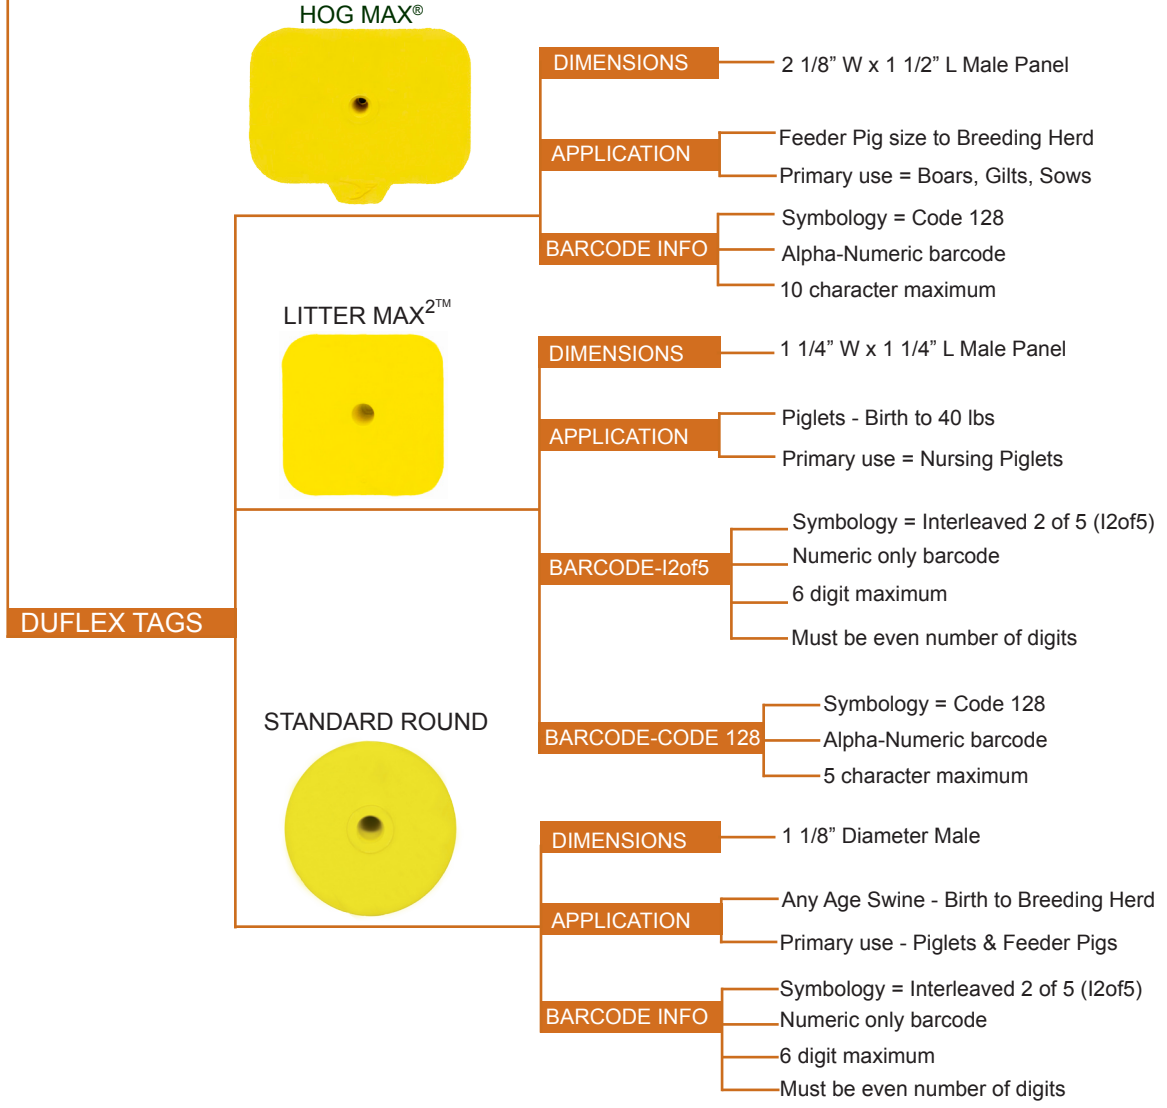 HOG MAX®
DIMENSIONS
2 1/8” W x 1 1/2” L Male Panel
APPLICATION
Feeder Pig size to Breeding Herd
Primary use = Boars, Gilts, Sows
BARCODE INFO
Symbology = Code 128
Alpha-Numeric barcode
10 character maximum
LITTER MAX2™
DIMENSIONS
1 1/4” W x 1 1/4” L Male Panel
APPLICATION
Piglets - Birth to 40 lbs
Primary use = Nursing Piglets
BARCODE-I2of5
Symbology = Interleaved 2 of 5 (I2of5)
Numeric only barcode
6 digit maximum
Must be even number of digits
DUFLEX TAGS
BARCODE-CODE 128
Symbology = Code 128
Alpha-Numeric barcode
5 character maximum
STANDARD ROUND
DIMENSIONS
1 1/8” Diameter Male
APPLICATION
Any Age Swine - Birth to Breeding Herd
Primary use - Piglets & Feeder Pigs
BARCODE INFO
Symbology = Interleaved 2 of 5 (I2of5)
Numeric only barcode
6 digit maximum
Must be even number of digits